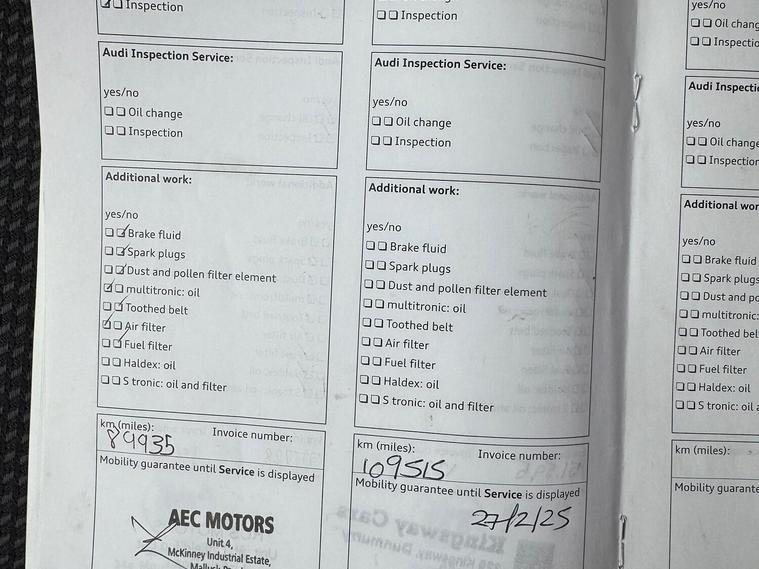 Inspection
Audi Inspection Service:
yes/no
Oil change
Inspection
Additional work:
yes/no
Brake fluid
Spark plugs
Dust and pollen filter element
multitronic: oil
Toothed belt
Air filter
Fuel filter
Haldex: oil
S tronic: oil and filter
km (miles):
Invoice number:
89935
Mobility guarantee until Service is displayed
AEC MOTORS
Unit 4,
McKinney Industrial Estate,
Inspection
Audi Inspection Service:
yes/no
Oil change
Inspection
Additional work:
yes/no
Brake fluid
Spark plugs
Dust and pollen filter element
multitronic: oil
Toothed belt
Air filter
Fuel filter
Haldex: oil
S tronic: oil and filter
km (miles):
Invoice number:
109515
Mobility guarantee until Service is displayed
27/2/25
yes/no
Oil change
Inspectio
Audi Inspecti
yes/no
Oil change
Inspection
Additional wor
yes/no
Brake fluid
Spark plugs
Dust and po
multitronic:
Toothed bel
Air filter
Fuel filter
Haldex: oil
S tronic: oil a
km (miles):
Mobility guarante